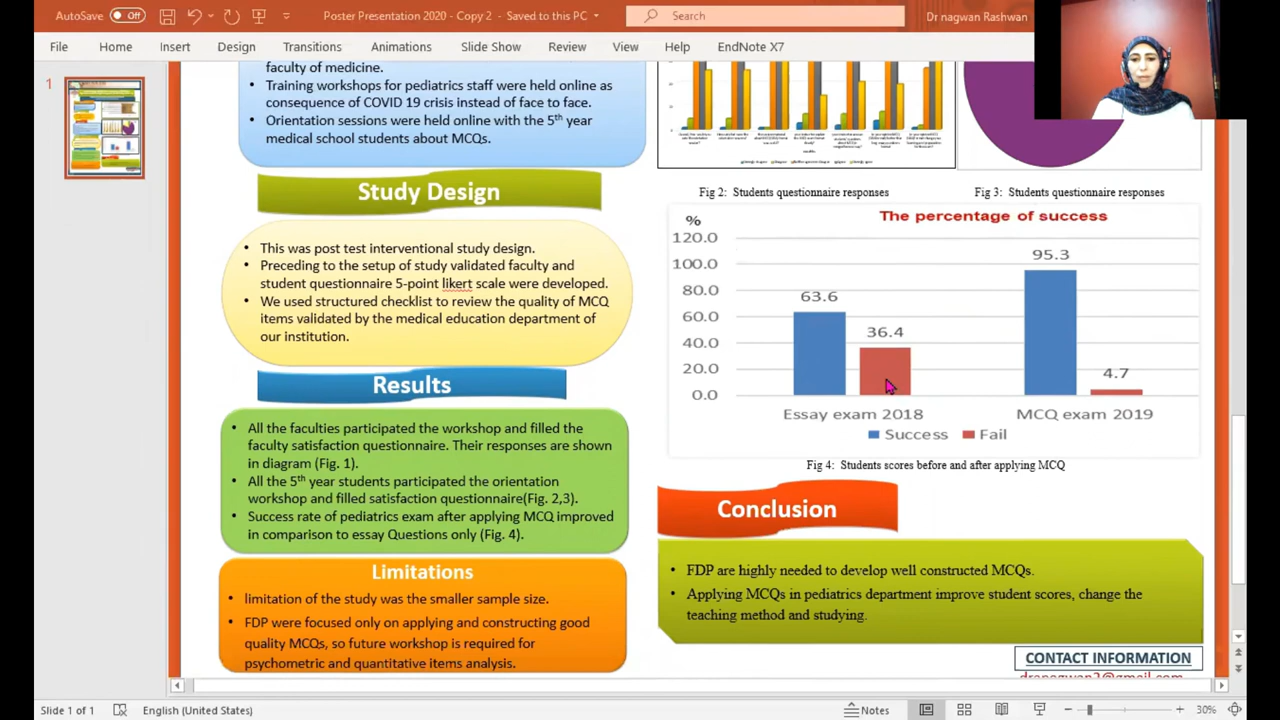 AutoSave Off Poster Presentation 2020 - Copy 2 - Saved to this PC Search Dr nagwan Rashwan
File Home Insert Design Transitions Animations Slide Show Review View Help EndNote X7
1
faculty of medicine.
• Training workshops for pediatrics staff were held online as
consequence of COVID 19 crisis instead of face to face.
• Orientation sessions were held online with the 5th year
medical school students about MCQs.
Study Design
• This was post test interventional study design.
• Preceding to the setup of study validated faculty and
student questionnaire 5-point likert scale were developed.
• We used structured checklist to review the quality of MCQ
items validated by the medical education department of
our institution.
Results
• All the faculties participated the workshop and filled the
faculty satisfaction questionnaire. Their responses are shown
in diagram (Fig. 1).
• All the 5th year students participated the orientation
workshop and filled satisfaction questionnaire(Fig. 2,3).
• Success rate of pediatrics exam after applying MCQ improved
in comparison to essay Questions only (Fig. 4).
Limitations
• limitation of the study was the smaller sample size.
• FDP were focused only on applying and constructing good
quality MCQs, so future workshop is required for
psychometric and quantitative items analysis.
Fig 2: Students questionnaire responses
Fig 3: Students questionnaire responses
The percentage of success
%
120.0
100.0
80.0
60.0
40.0
20.0
0.0
63.6
36.4
95.3
4.7
Essay exam 2018 MCQ exam 2019
Success Fail
Fig 4: Students scores before and after applying MCQ
Conclusion
• FDP are highly needed to develop well constructed MCQs.
• Applying MCQs in pediatrics department improve student scores, change the
teaching method and studying.
CONTACT INFORMATION
Slide 1 of 1 English (United States) Notes 30%